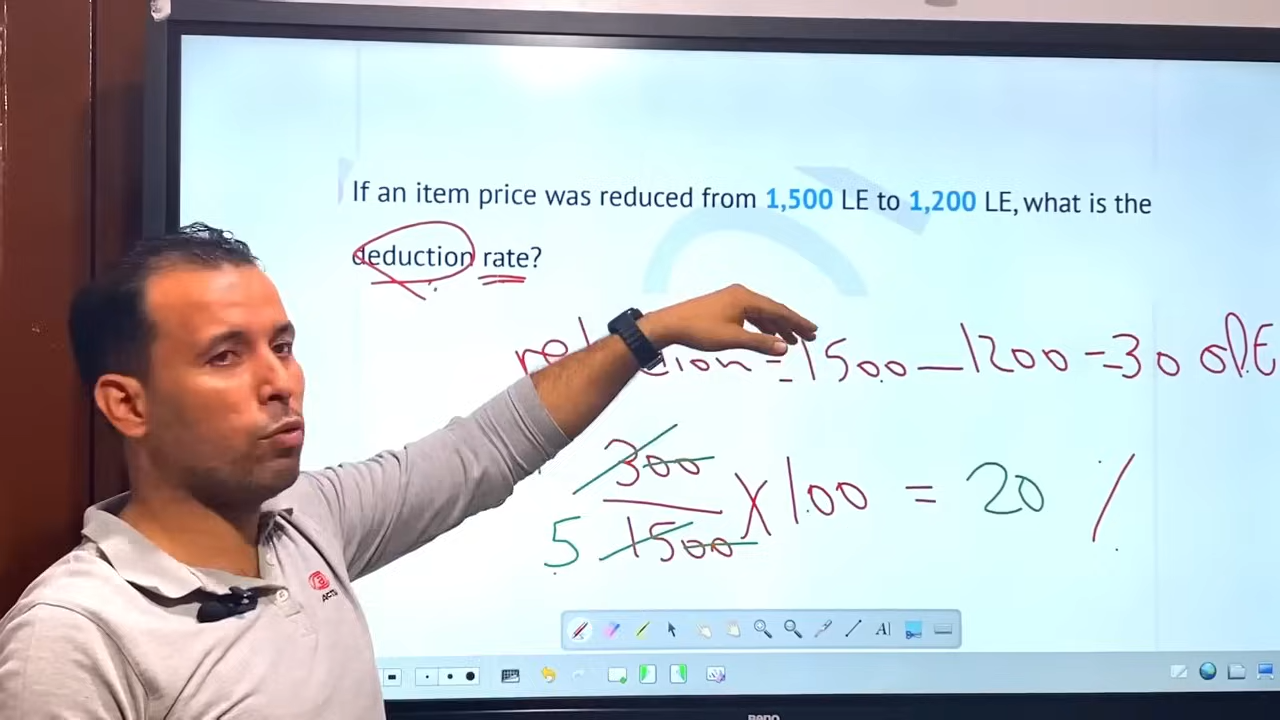 If an item price was reduced from 1,500 LE to 1,200 LE, what is the
deduction rate?
= 1500 - 1200 = 300 LE
300
5 1500 X 100 = 20 %
A
BenQ